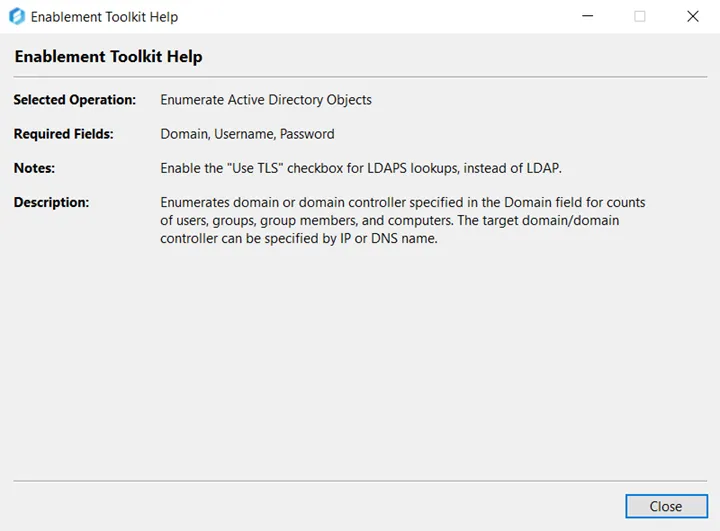 Enablement Toolkit Help
Enablement Toolkit Help
Selected Operation: Enumerate Active Directory Objects
Required Fields: Domain, Username, Password
Notes: Enable the "Use TLS" checkbox for LDAPS lookups, instead of LDAP.
Description: Enumerates domain or domain controller specified in the Domain field for counts
of users, groups, group members, and computers. The target domain/domain
controller can be specified by IP or DNS name.
Close